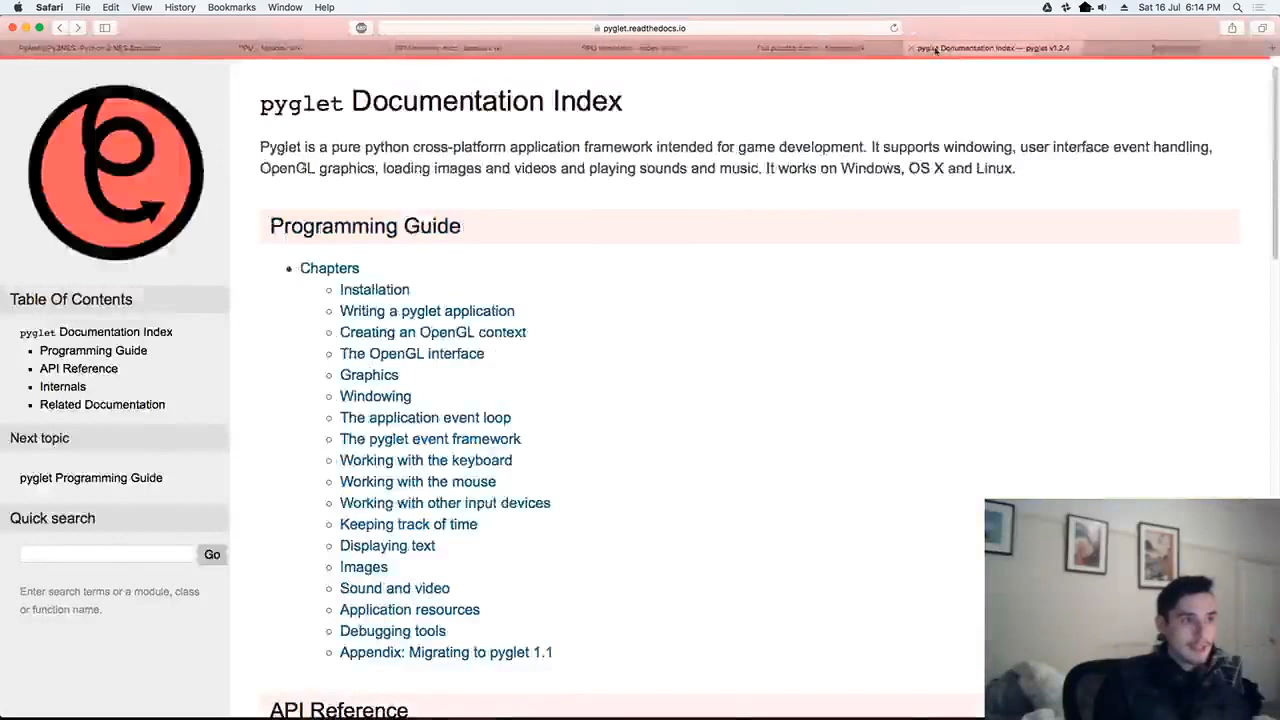 Safari File Edit View History Bookmarks Window Help
Sat 16 Jul 6:14 PM
pyglet.readthedocs.io
pyglet Documentation Index — pyglet v1.2.4
pyglet Documentation Index
Pyglet is a pure python cross-platform application framework intended for game development. It supports windowing, user interface event handling,
OpenGL graphics, loading images and videos and playing sounds and music. It works on Windows, OS X and Linux.
Programming Guide
Chapters
Installation
Writing a pyglet application
Creating an OpenGL context
The OpenGL interface
Graphics
Windowing
The application event loop
The pyglet event framework
Working with the keyboard
Working with the mouse
Working with other input devices
Keeping track of time
Displaying text
Images
Sound and video
Application resources
Debugging tools
Appendix: Migrating to pyglet 1.1
API Reference
Table Of Contents
pyglet Documentation Index
Programming Guide
API Reference
Internals
Related Documentation
Next topic
pyglet Programming Guide
Quick search
Go
Enter search terms or a module, class
or function name.